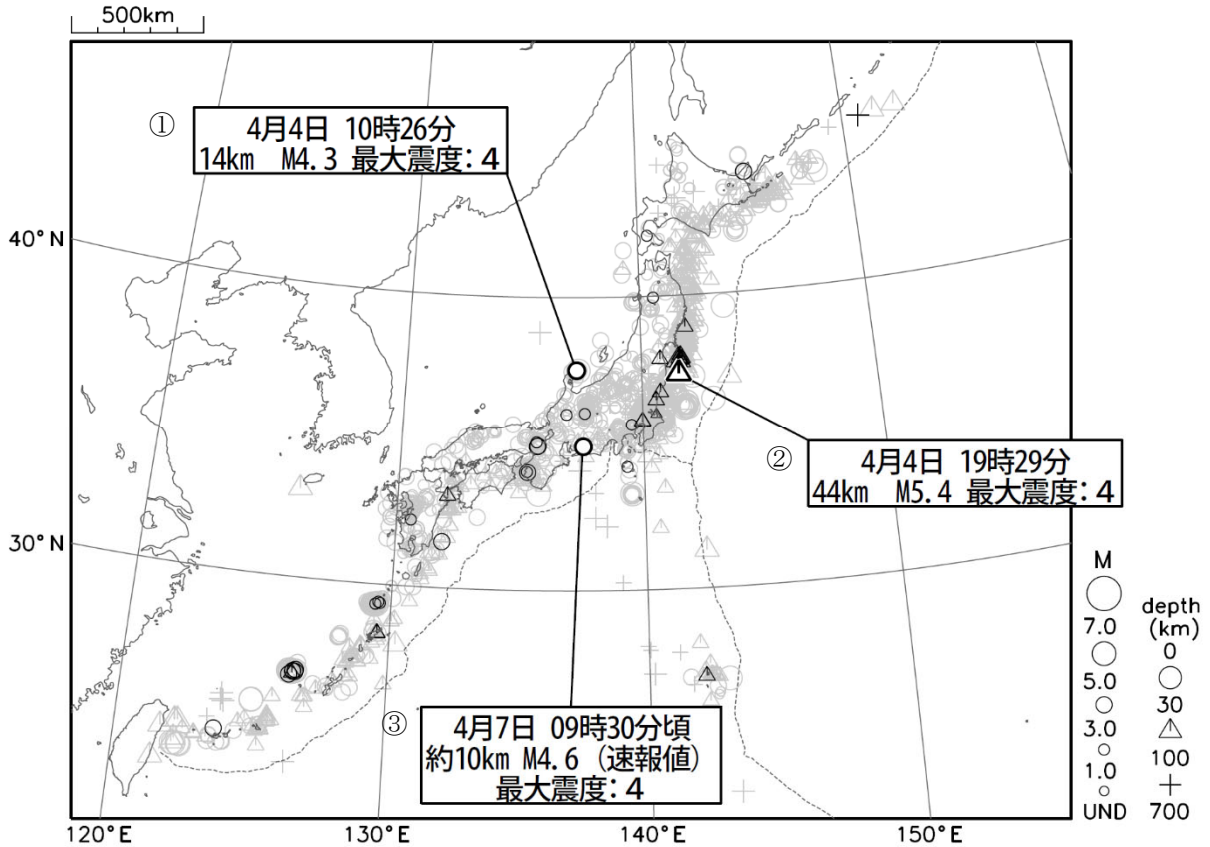 500km
①
4月4日 10時26分
14km M4.3 最大震度：4
40°N
②
4月4日 19時29分
44km M5.4 最大震度：4
30°N
③
4月7日 09時30分頃
約10km M4.6（速報値）
最大震度：4
M
7.0
5.0
3.0
1.0
UND
depth
(km)
0
30
100
700
120°E
130°E
140°E
150°E